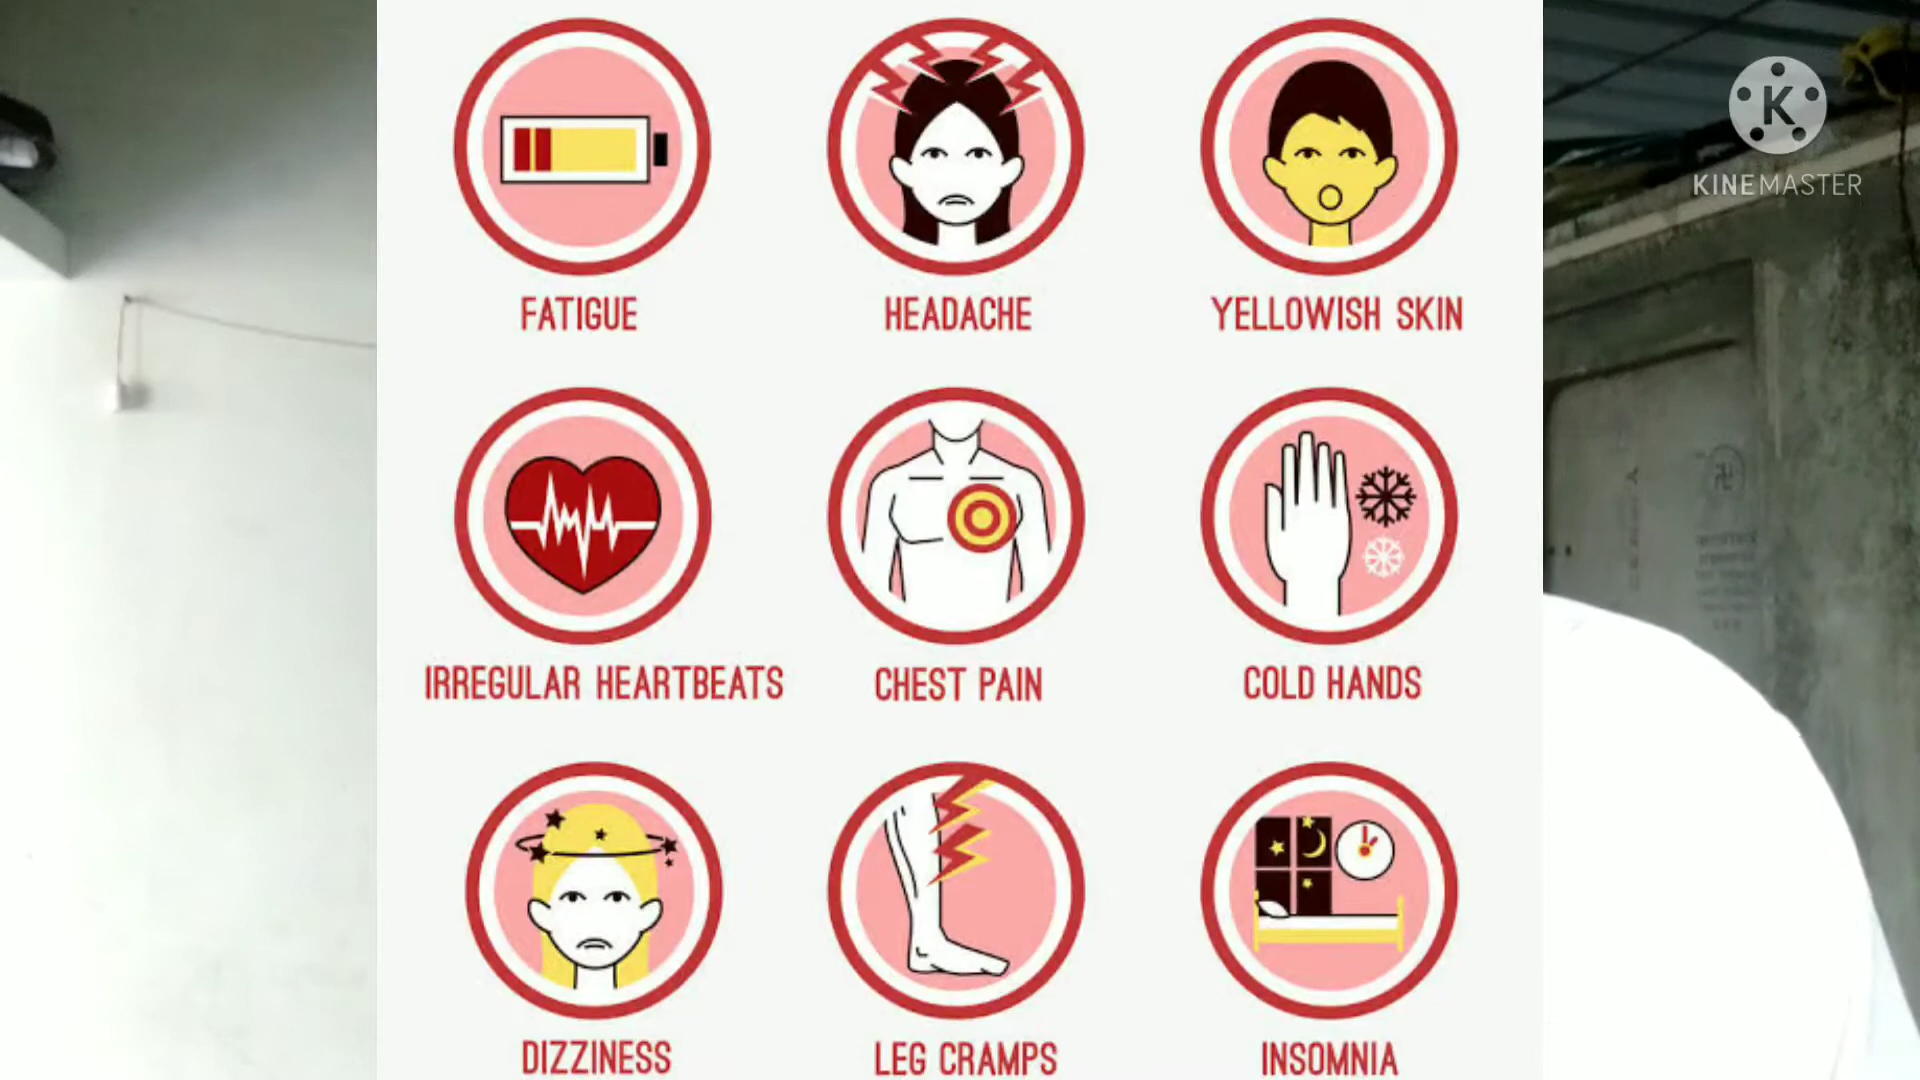 K
KINEMASTER
FATIGUE
HEADACHE
YELLOWISH SKIN
IRREGULAR HEARTBEATS
CHEST PAIN
COLD HANDS
DIZZINESS
LEG CRAMPS
INSOMNIA